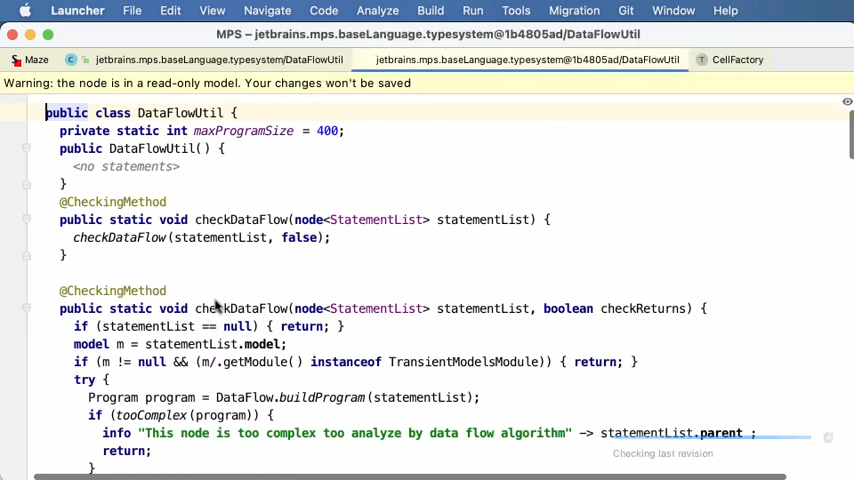 Launcher File Edit View Navigate Code Analyze Build Run Tools Migration Git View Window Help
MPS – jetbrains.mps.baseLanguage.typesystem@1b4805ad/DataFlowUtil
Maze jetbrains.mps.baseLanguage.typesystem/DataFlowUtil jetbrains.mps.baseLanguage.typesystem@1b4805ad/DataFlowUtil CellFactory
Warning: the node is in a read-only model. Your changes won't be saved
public class DataFlowUtil {
private static int maxProgramSize = 400;
public DataFlowUtil() {
<no statements>
}
@CheckingMethod
public static void checkDataFlow(node<StatementList> statementList) {
checkDataFlow(statementList, false);
}
@CheckingMethod
public static void checkDataFlow(node<StatementList> statementList, boolean checkReturns) {
if (statementList == null) { return; }
model m = statementList.model;
if (m != null && (m/.getModule() instanceof TransientModelsModule)) { return; }
try {
Program program = DataFlow.buildProgram(statementList);
if (tooComplex(program)) {
info "This node is too complex too analyze by data flow algorithm" -> statementList.parent ;
return;
Checking last revision
}